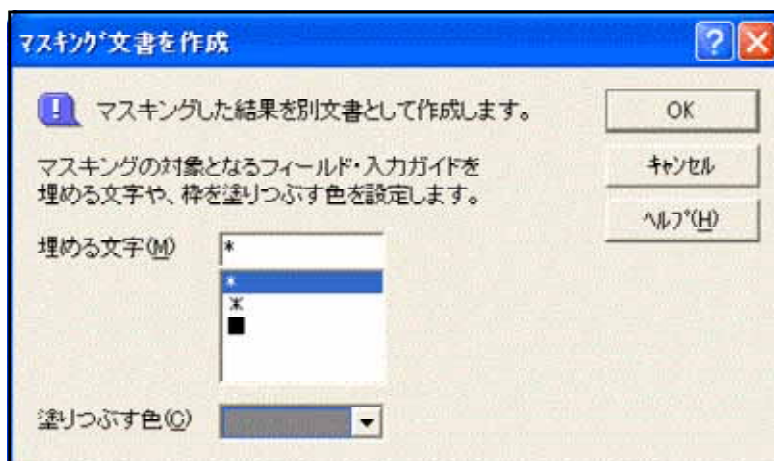 マスキング文書を作成
マスキングした結果を別文書として作成します。
OK
マスキングの対象となるフィールド・入力ガイドを
埋める文字や、枠を塗りつぶす色を設定します。
キャンセル
ヘルプ(H)
埋める文字(M)
*
*
＊
■
塗りつぶす色(C)